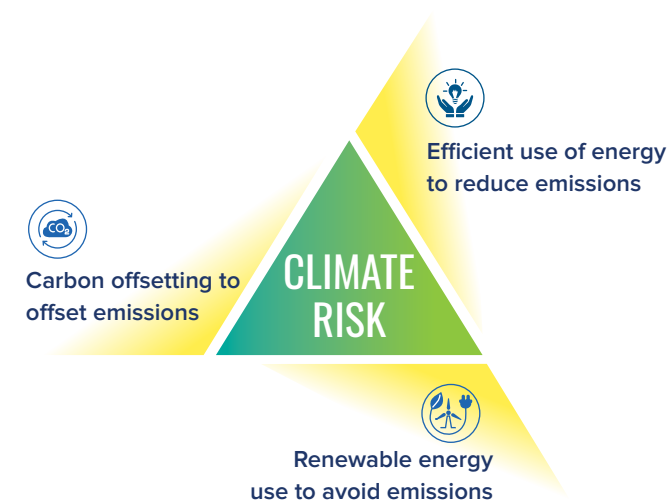 Efficient use of energy
to reduce emissions
CO₂
Carbon offsetting to
offset emissions
CLIMATE
RISK
Renewable energy
use to avoid emissions